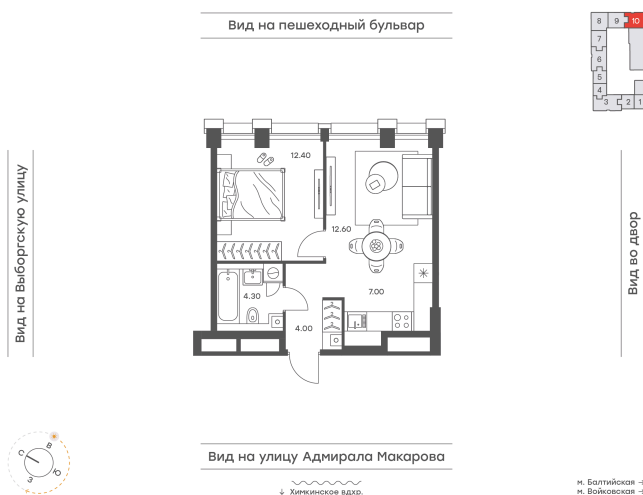 Вид на пешеходный бульвар
8 9 10
7
6
5
4
3 2 1
12.40
Вид на Выборгскую улицу
Вид во двор
12.60
4.30
7.00
4.00
Вид на улицу Адмирала Макарова
С В
З Ю
↓ Химкинское вдхр.
м. Балтийская
м. Войковская